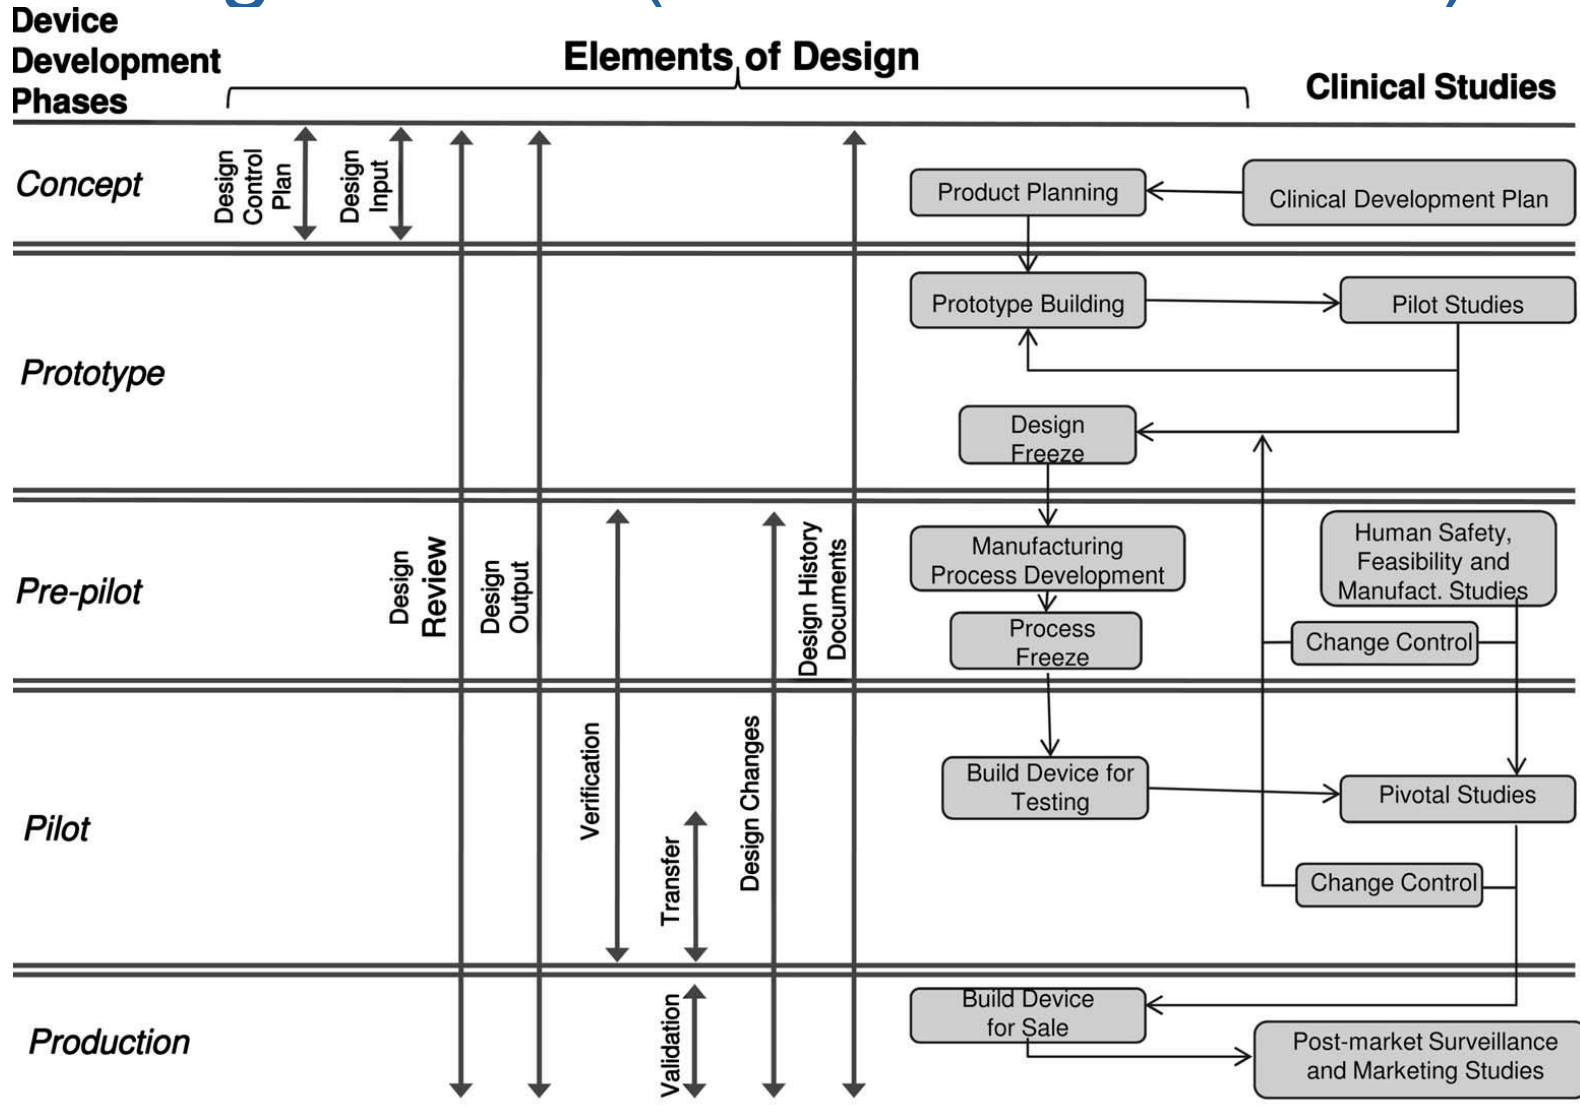 Device
Development
Phases
Elements of Design
Clinical Studies
Concept
Design
Control
Plan
Design
Input
Product Planning
Clinical Development Plan
Prototype
Prototype Building
Pilot Studies
Design
Freeze
Pre-pilot
Design
Review
Design
Output
Design History
Documents
Manufacturing
Process Development
Human Safety,
Feasibility and
Manufact. Studies
Process
Freeze
Change Control
Pilot
Verification
Transfer
Design Changes
Build Device for
Testing
Pivotal Studies
Change Control
Production
Validation
Build Device
for Sale
Post-market Surveillance
and Marketing Studies